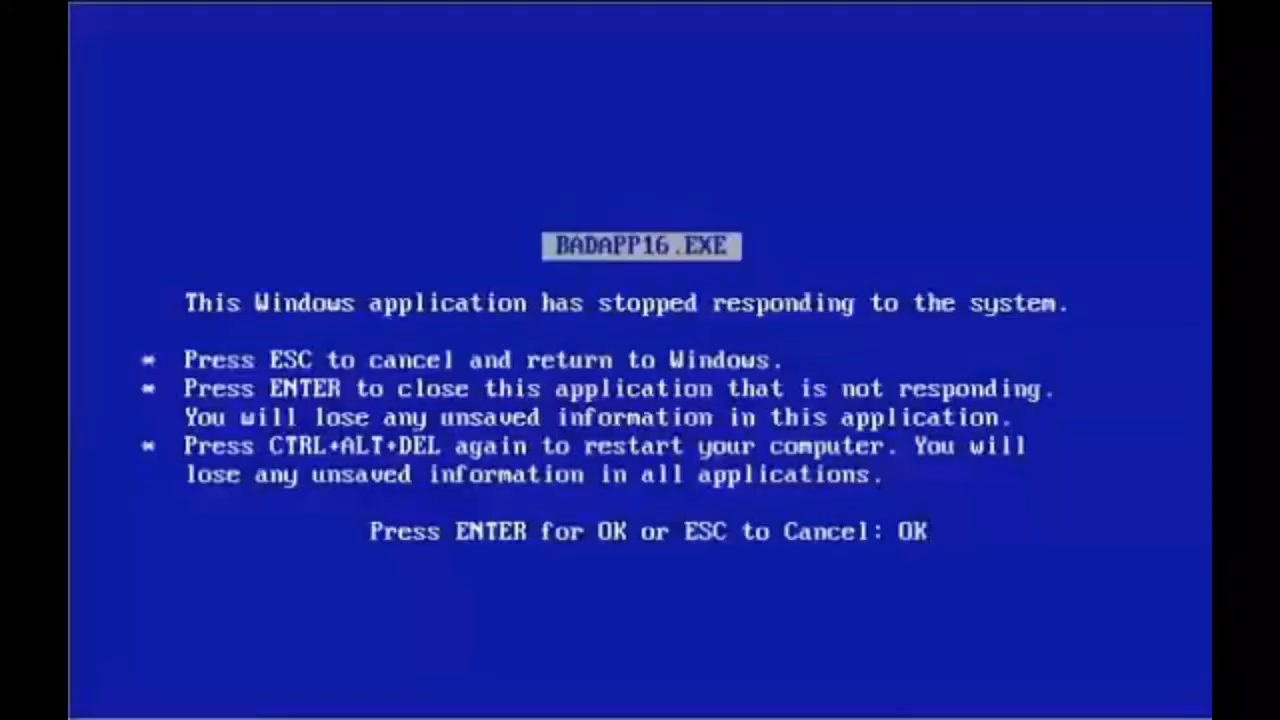 BADAPP16.EXE
This Windows application has stopped responding to the system.
* Press ESC to cancel and return to Windows.
* Press ENTER to close this application that is not responding.
You will lose any unsaved information in this application.
* Press CTRL+ALT+DEL again to restart your computer. You will
lose any unsaved information in all applications.
Press ENTER for OK or ESC to Cancel: OK